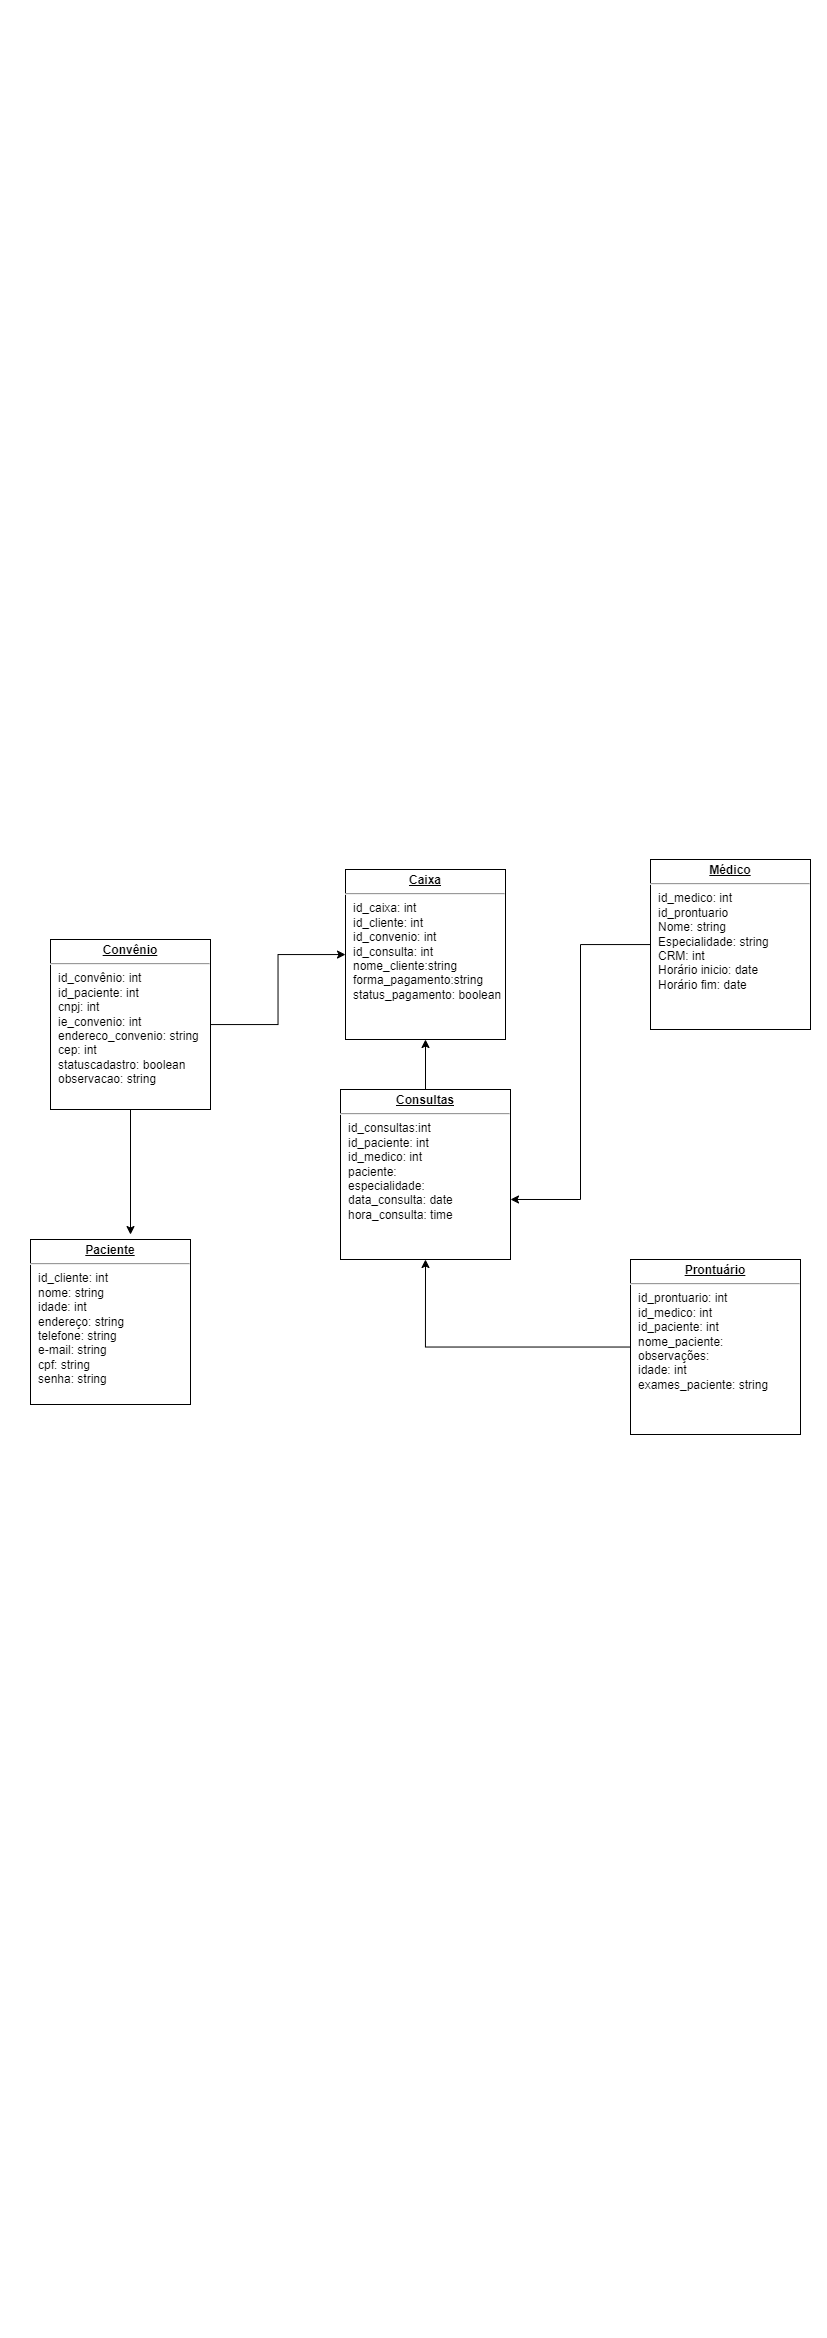 Caixa
id_caixa: int
id_cliente: int
id_convenio: int
id_consulta: int
nome_cliente:string
forma_pagamento:string
status_pagamento: boolean
Médico
id_medico: int
id_prontuario
Nome: string
Especialidade: string
CRM: int
Horário inicio: date
Horário fim: date
Convênio
id_convênio: int
id_paciente: int
cnpj: int
ie_convenio: int
endereco_convenio: string
cep: int
statuscadastro: boolean
observacao: string
Consultas
id_consultas:int
id_paciente: int
id_medico: int
paciente:
especialidade:
data_consulta: date
hora_consulta: time
Paciente
id_cliente: int
nome: string
idade: int
endereço: string
telefone: string
e-mail: string
cpf: string
senha: string
Prontuário
id_prontuario: int
id_medico: int
id_paciente: int
nome_paciente:
observações:
idade: int
exames_paciente: string